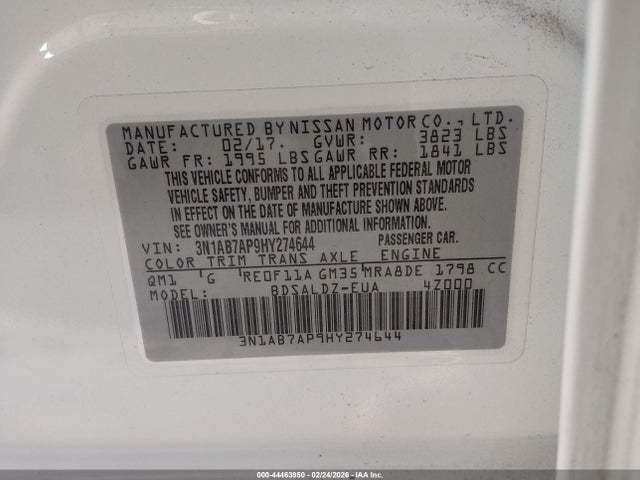 MANUFACTURED BY NISSAN MOTOR CO., LTD.
DATE: 02/17. GVWR: 3823 LBS
GAWR FR: 1995 LBS GAWR RR: 1841 LBS
THIS VEHICLE CONFORMS TO ALL APPLICABLE FEDERAL MOTOR
VEHICLE SAFETY, BUMPER AND THEFT PREVENTION STANDARDS
IN EFFECT ON THE DATE OF MANUFACTURE SHOWN ABOVE.
SEE OWNER'S MANUAL FOR ADDITIONAL INFORMATION.
VIN: 3N1AB7AP9HY274644 PASSENGER CAR.
COLOR TRIM TRANS AXLE ENGINE
QM1 G RE0F11A GM35 MRA8DE 1798 CC
MODEL: BDSALDZ-EUA 4Z000
3N1AB7AP9HY274644
000-44463950 - 02/24/2026 - IAAI.com